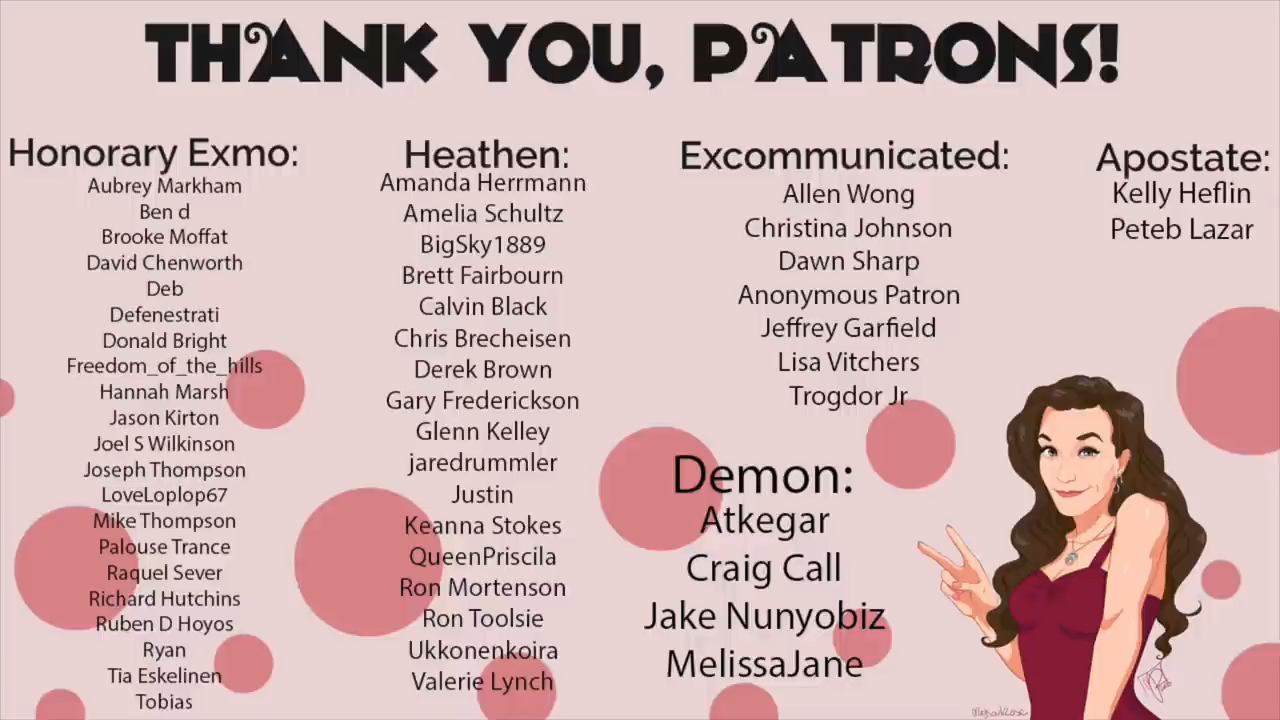 THANK YOU, PATRONS!
Honorary Exmo:
Aubrey Markham
Ben d
Brooke Moffat
David Chenworth
Deb
Defenestrati
Donald Bright
Freedom_of_the_hills
Hannah Marsh
Jason Kirton
Joel S Wilkinson
Joseph Thompson
LoveLoplop67
Mike Thompson
Palouse Trance
Raquel Sever
Richard Hutchins
Ruben D Hoyos
Ryan
Tia Eskelinen
Tobias
Heathen:
Amanda Herrmann
Amelia Schultz
BigSky1889
Brett Fairbourn
Calvin Black
Chris Brecheisen
Derek Brown
Gary Frederickson
Glenn Kelley
jaredrummler
Justin
Keanna Stokes
QueenPriscila
Ron Mortenson
Ron Toolsie
Ukkonenkoira
Valerie Lynch
Excommunicated:
Allen Wong
Christina Johnson
Dawn Sharp
Anonymous Patron
Jeffrey Garfield
Lisa Vitchers
Trogdor Jr
Demon:
Atkegar
Craig Call
Jake Nunyobiz
MelissaJane
Apostate:
Kelly Heflin
Peteb Lazar